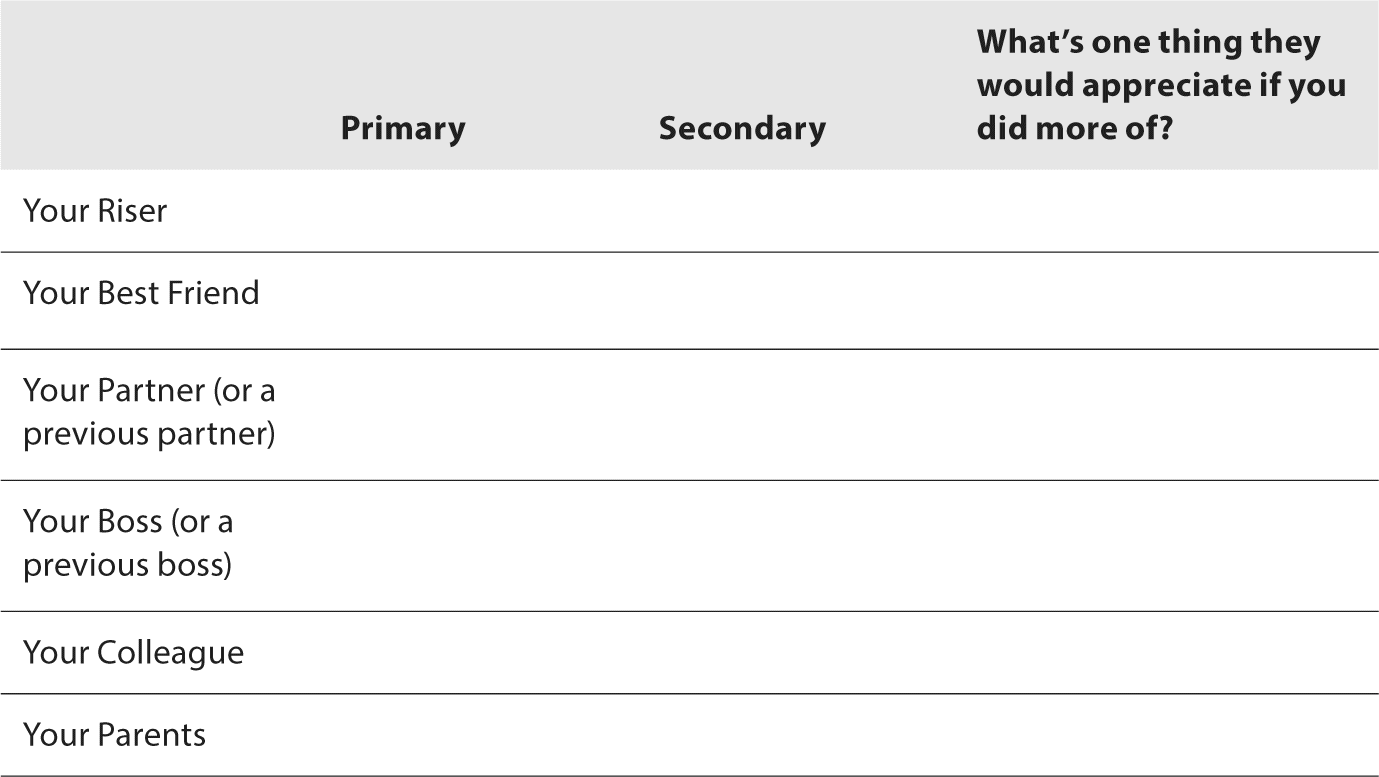 What’s one thing they
would appreciate if you
Primary Secondary did more of?
Your Riser
Your Best Friend
Your Partner (or a
previous partner)
Your Boss (or a
previous boss)
Your Colleague
Your Parents